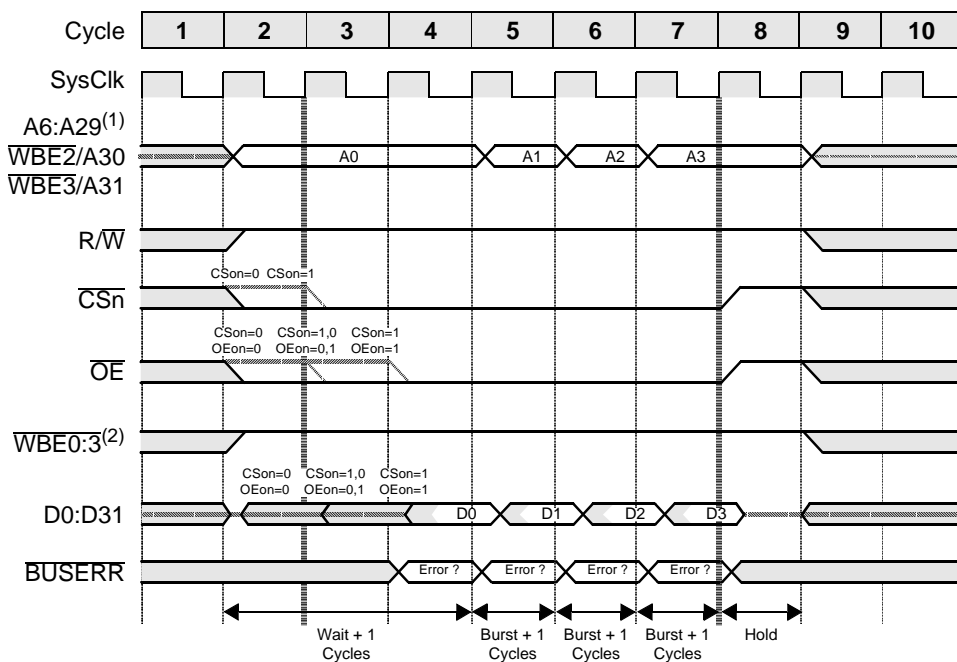 Cycle 1 2 3 4 5 6 7 8 9 10
SysClk
A6:A29(1)
WBE2/A30 A0 A1 A2 A3
WBE3/A31
R/W
CSon=0 CSon=1
CSn
CSon=0 CSon=1,0 CSon=1
OEon=0 OEon=0,1 OEon=1
OE
WBE0:3(2)
CSon=0 CSon=1,0 CSon=1
OEon=0 OEon=0,1 OEon=1
D0:D31 D0 D1 D2 D3
BUSERR Error ? Error ? Error ? Error ?
Wait + 1 Burst + 1 Burst + 1 Burst + 1 Hold
Cycles Cycles Cycles Cycles